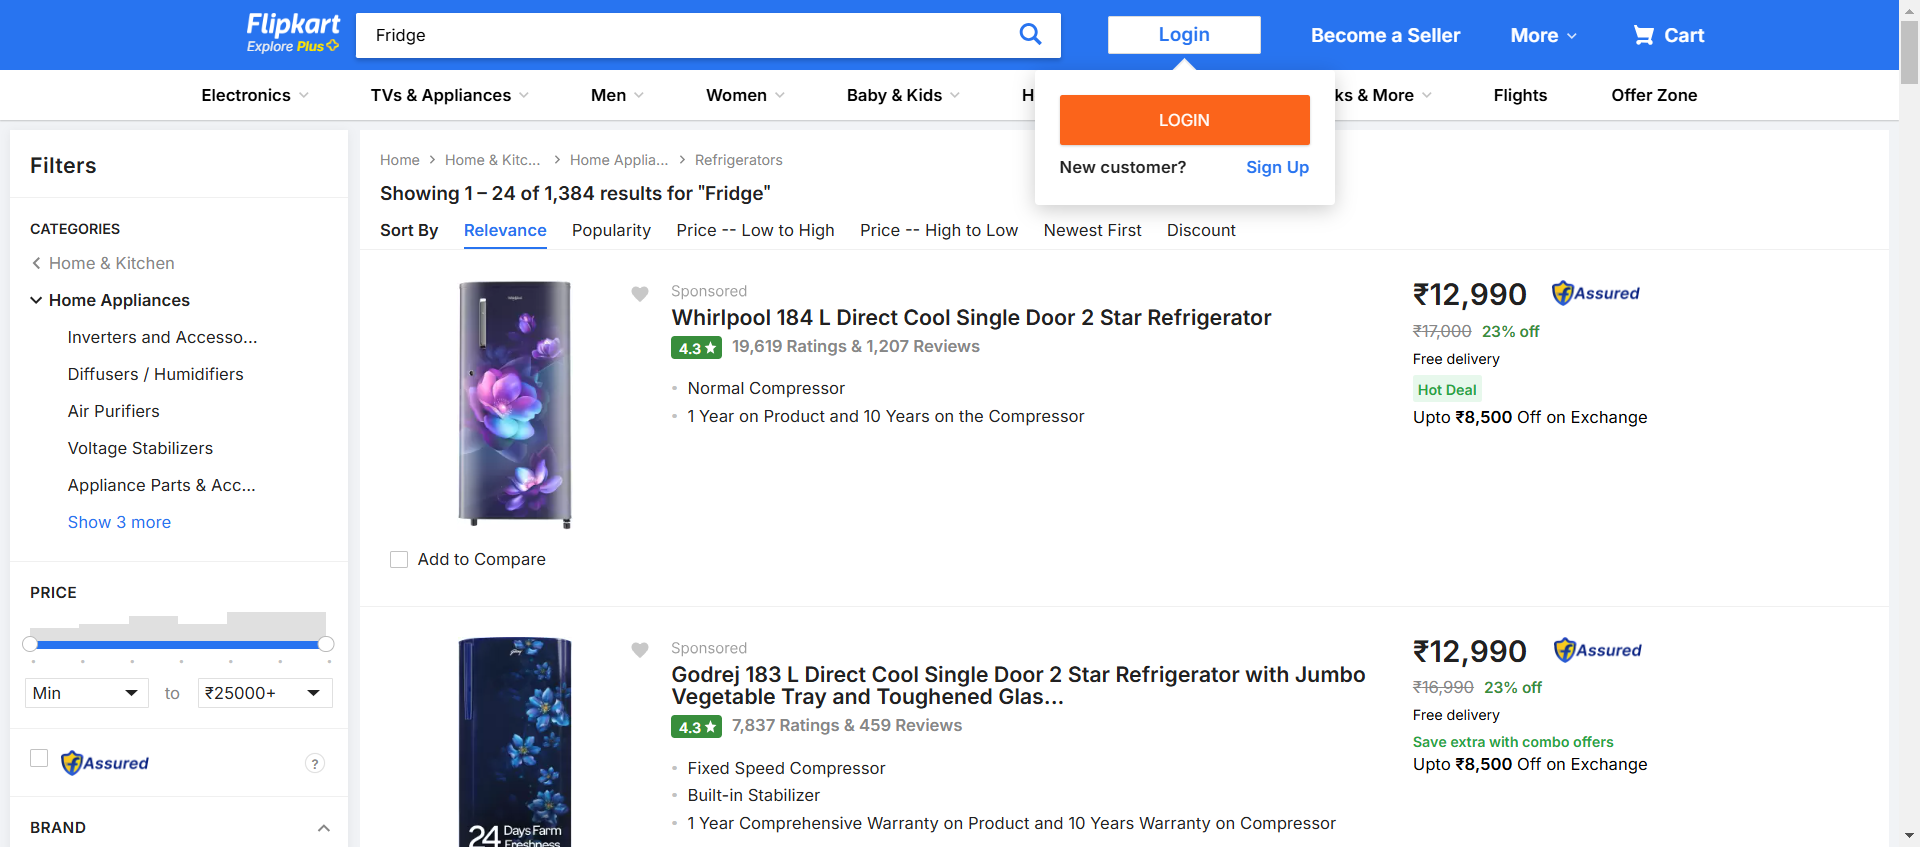 Flipkart
Explore Plus
Fridge
Login
Become a Seller
More
Cart
Electronics
TVs & Appliances
Men
Women
Baby & Kids
H
ks & More
Flights
Offer Zone
LOGIN
New customer?
Sign Up
Filters
CATEGORIES
Home & Kitchen
Home Appliances
Inverters and Accesso...
Diffusers / Humidifiers
Air Purifiers
Voltage Stabilizers
Appliance Parts & Acc...
Show 3 more
PRICE
Min
to
₹25000+
Assured
?
BRAND
Home
Home & Kitc...
Home Applia...
Refrigerators
Showing 1 – 24 of 1,384 results for "Fridge"
Sort By
Relevance
Popularity
Price -- Low to High
Price -- High to Low
Newest First
Discount
Sponsored
Whirlpool 184 L Direct Cool Single Door 2 Star Refrigerator
4.3★
19,619 Ratings & 1,207 Reviews
Normal Compressor
1 Year on Product and 10 Years on the Compressor
₹12,990
Assured
₹17,000 23% off
Free delivery
Hot Deal
Upto ₹8,500 Off on Exchange
Add to Compare
Sponsored
Godrej 183 L Direct Cool Single Door 2 Star Refrigerator with Jumbo
Vegetable Tray and Toughened Glas...
4.3★
7,837 Ratings & 459 Reviews
Fixed Speed Compressor
Built-in Stabilizer
1 Year Comprehensive Warranty on Product and 10 Years Warranty on Compressor
24 Days Farm
Freshness
₹12,990
Assured
₹16,990 23% off
Free delivery
Save extra with combo offers
Upto ₹8,500 Off on Exchange